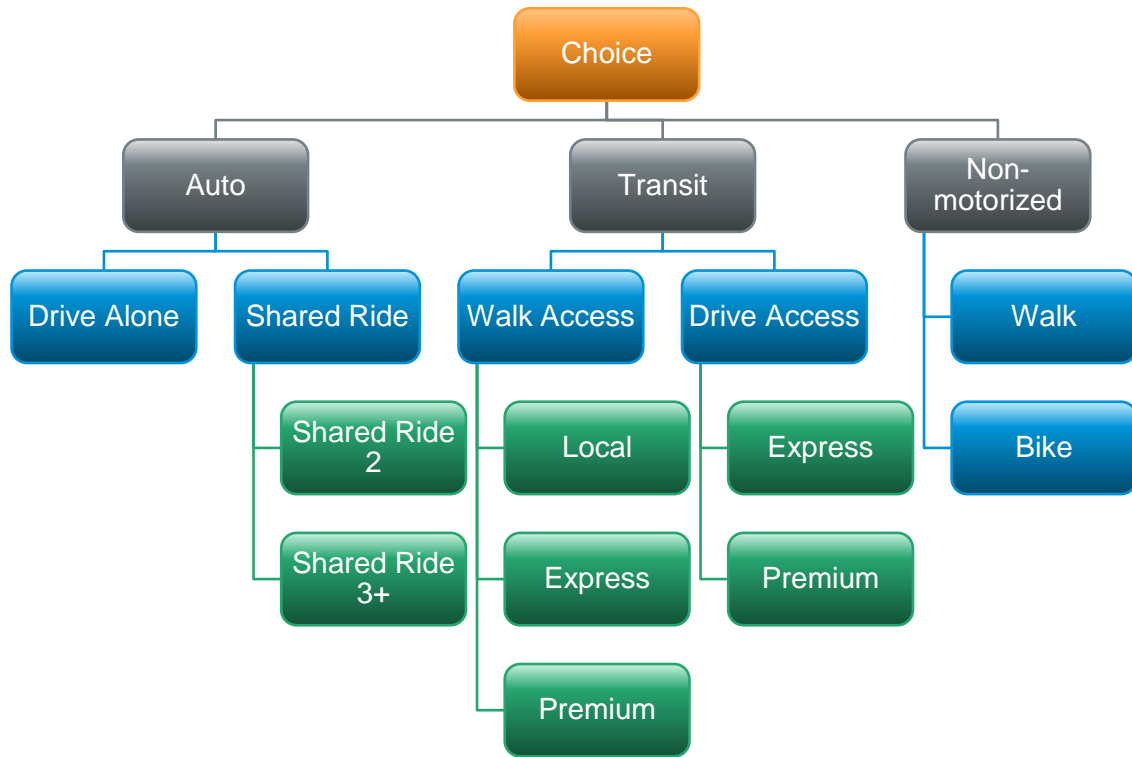 Choice
Auto
Transit
Non-
motorized
Drive Alone
Shared Ride
Walk Access
Drive Access
Walk
Shared Ride
2
Local
Express
Bike
Shared Ride
3+
Express
Premium
Premium